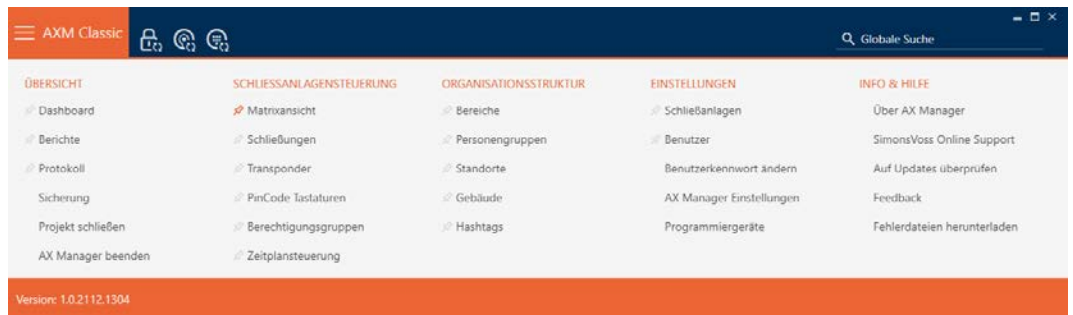 AXM Classic
Globale Suche
ÜBERSICHT
Dashboard
Berichte
Protokoll
Sicherung
Projekt schließen
AX Manager beenden
SCHLIESSANLAGENSTEUERUNG
Matrixansicht
Schließungen
Transponder
PinCode Tastaturen
Berechtigungsgruppen
Zeitplansteuerung
ORGANISATIONSSTRUKTUR
Bereiche
Personengruppen
Standorte
Gebäude
Hashtags
EINSTELLUNGEN
Schließanlagen
Benutzer
Benutzerkennwort ändern
AX Manager Einstellungen
Programmiergeräte
INFO & HILFE
Über AX Manager
SimonsVoss Online Support
Auf Updates überprüfen
Feedback
Fehlerdateien herunterladen
Version: 1.0.2112.1304